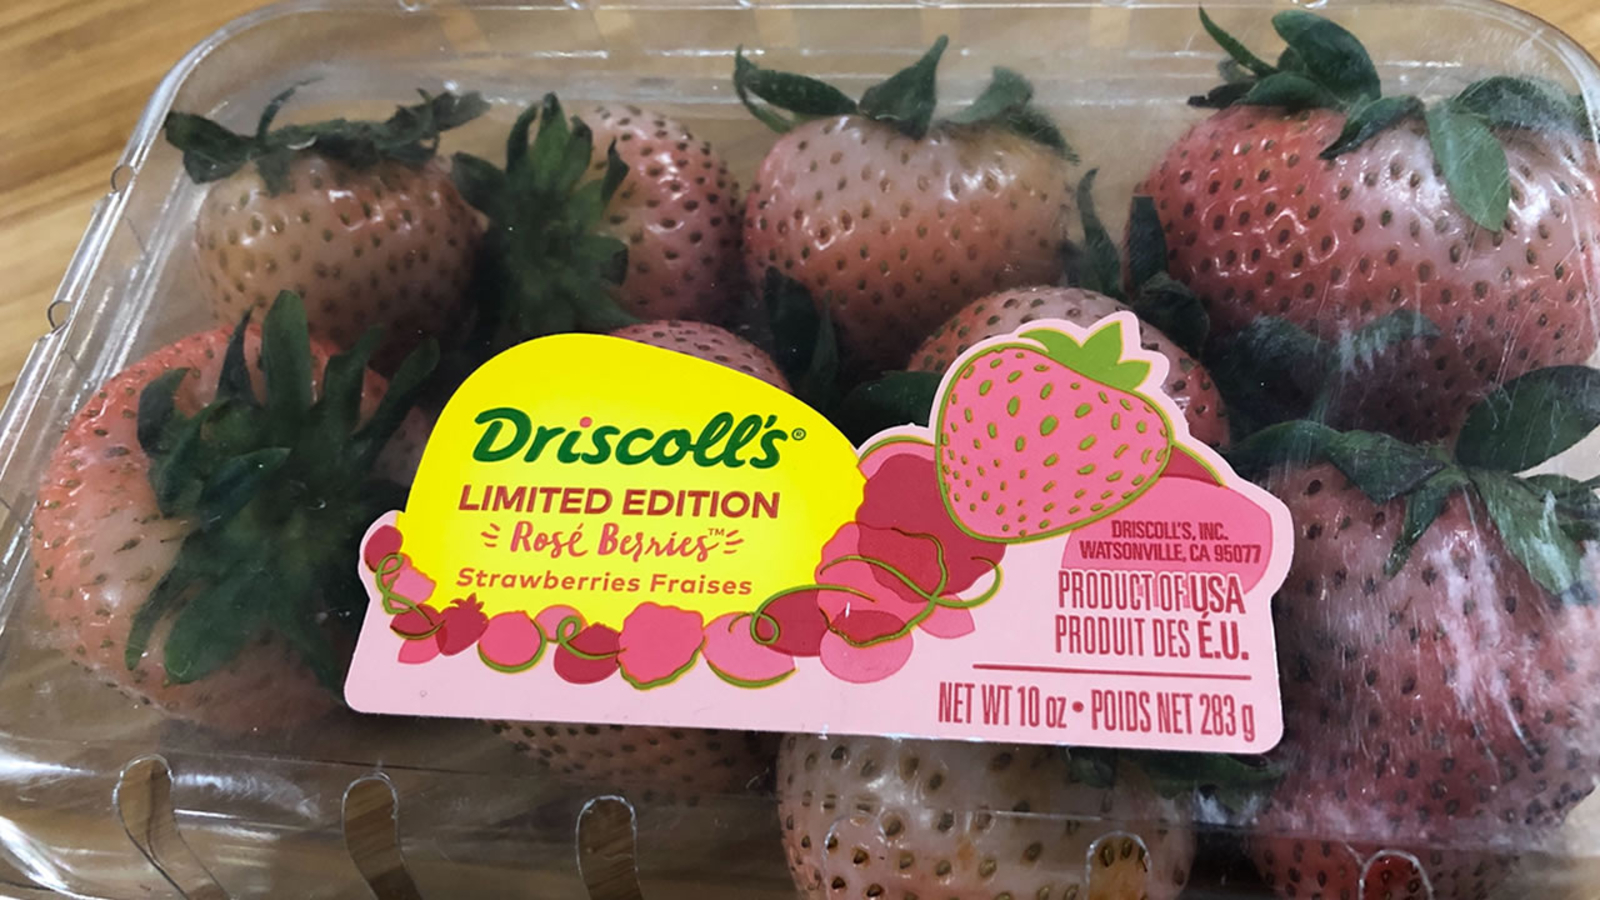 Driscoll's®
LIMITED EDITION
Rosé Berries™
Strawberries Fraises
DRISCOLL'S, INC.
WATSONVILLE, CA 95077
PRODUCT OF USA
PRODUIT DES É.U.
NET WT 10 oz • POIDS NET 283 g